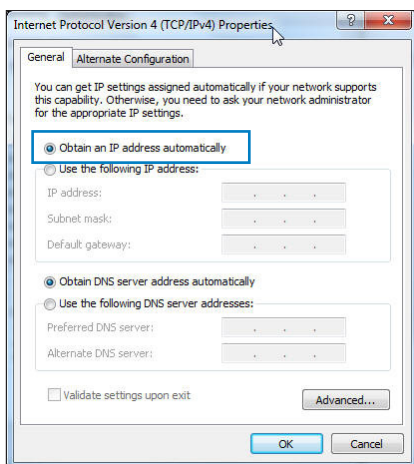 Internet Protocol Version 4 (TCP/IPv4) Properties
General
Alternate Configuration
You can get IP settings assigned automatically if your network supports
this capability. Otherwise, you need to ask your network administrator
for the appropriate IP settings.
Obtain an IP address automatically
Use the following IP address:
IP address:
Subnet mask:
Default gateway:
Obtain DNS server address automatically
Use the following DNS server addresses:
Preferred DNS server:
Alternate DNS server:
Validate settings upon exit
Advanced...
OK
Cancel